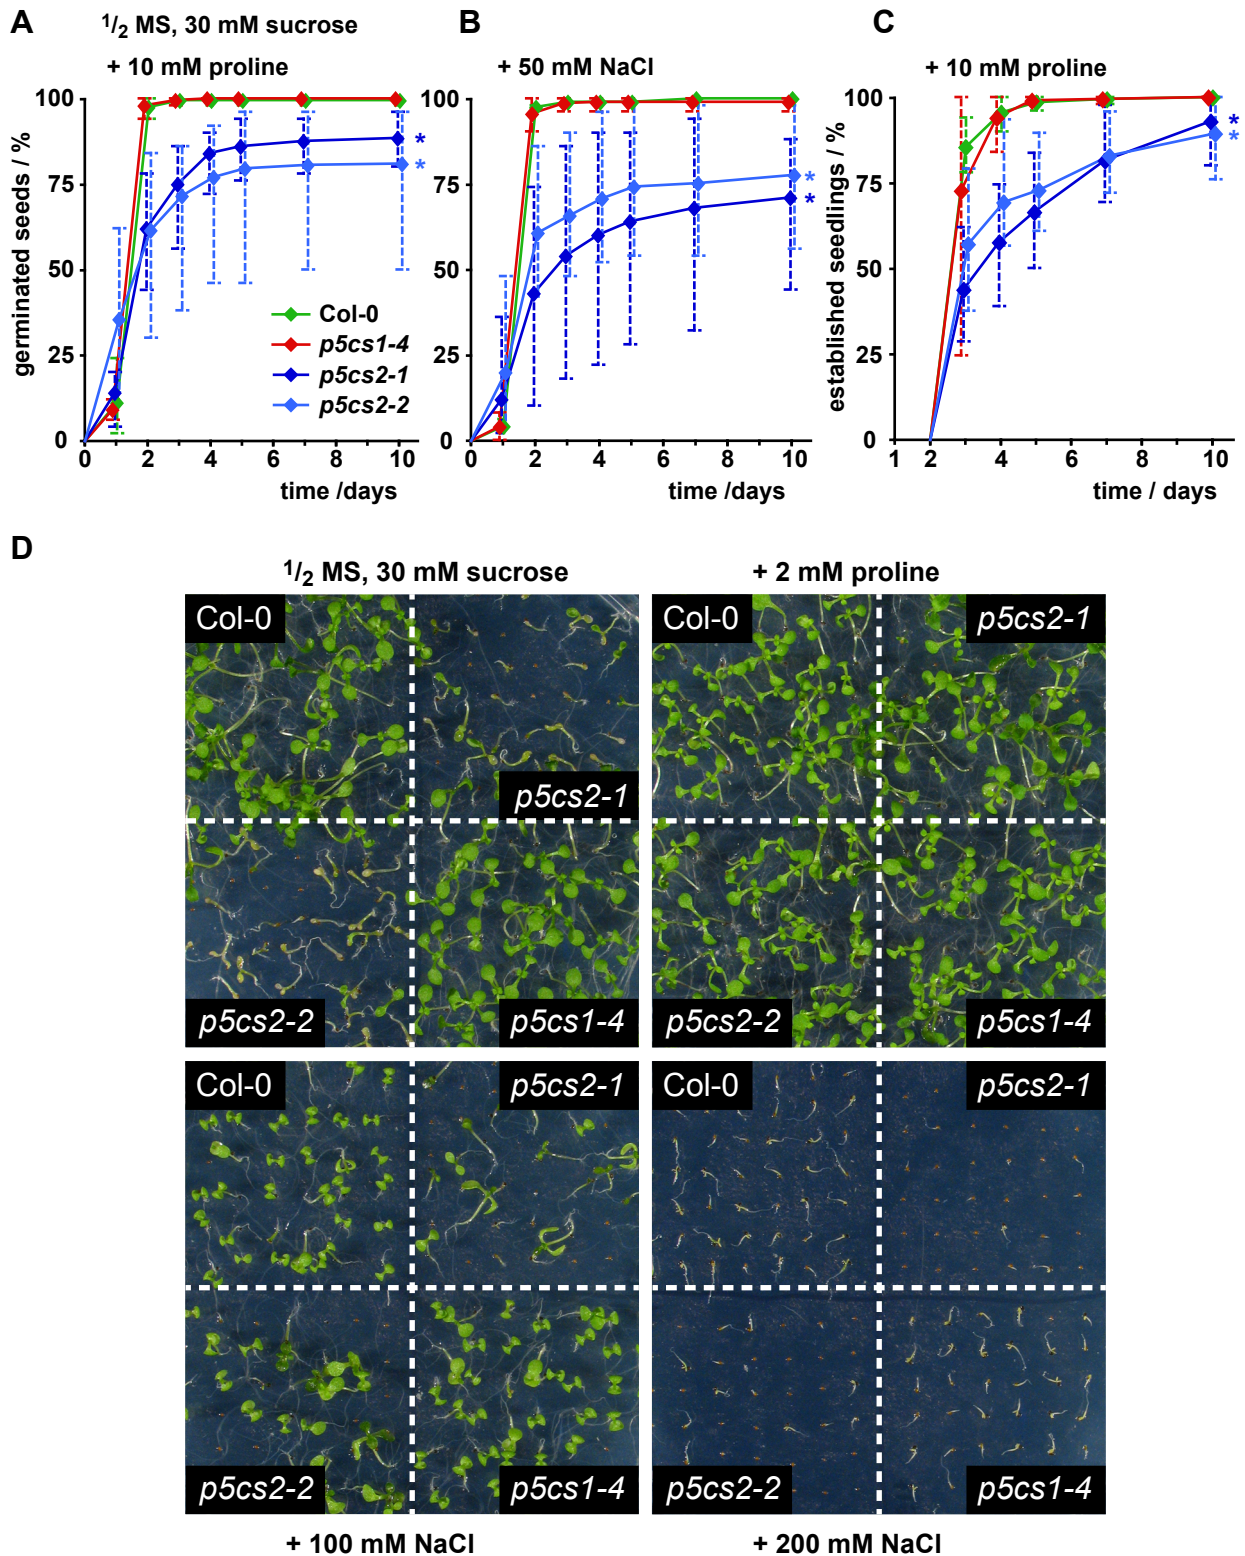 A
1/2 MS, 30 mM sucrose
+ 10 mM proline
germinated seeds / %
100
75
50
25
0
0 2 4 6 8 10
time /days
Col-0
p5cs1-4
p5cs2-1
p5cs2-2
*
*
B
+ 50 mM NaCl
100
75
50
25
0
0 2 4 6 8 10
time /days
*
*
C
+ 10 mM proline
established seedlings / %
100
75
50
25
0
1 2 4 6 8 10
time / days
*
*
D
1/2 MS, 30 mM sucrose
+ 2 mM proline
Col-0
p5cs2-1
p5cs2-2
p5cs1-4
Col-0
p5cs2-1
p5cs2-2
p5cs1-4
Col-0
p5cs2-1
p5cs2-2
p5cs1-4
Col-0
p5cs2-1
p5cs2-2
p5cs1-4
+ 100 mM NaCl
+ 200 mM NaCl